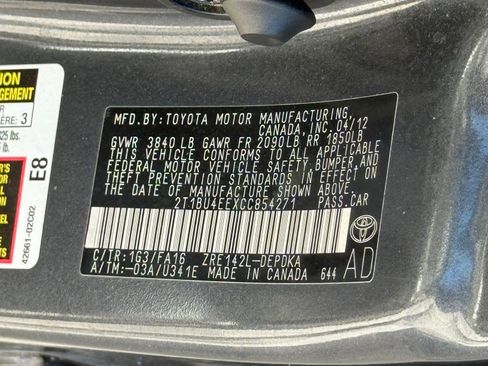 MFD.BY:TOYOTA MOTOR MANUFACTURING,
CANADA, INC. 04/12
GVWR 3840 LB GAWR FR 2090LB RR 1850LB
THIS VEHICLE CONFORMS TO ALL APPLICABLE
FEDERAL MOTOR VEHICLE SAFETY, BUMPER, AND
THEFT PREVENTION STANDARDS IN EFFECT ON
THE DATE OF MANUFACTURE SHOWN ABOVE.
2T1BU4EEXCC854271 PASS.CAR
C/TR:1G3/FA16 ZRE142L-DEPDKA
A/TM:-03A/U341E MADE IN CANADA 644
AD
E8
42661-02C02
3